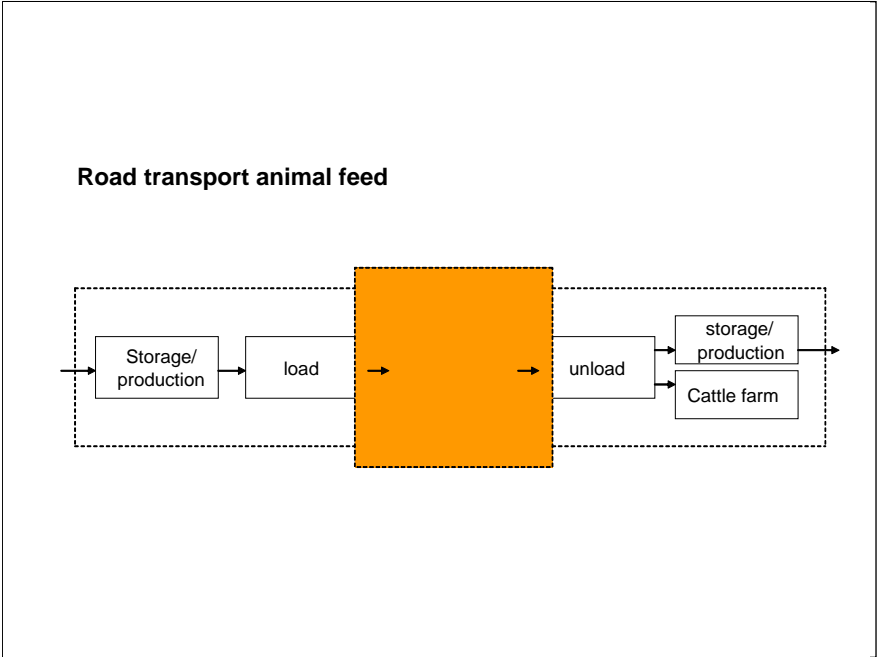 Road transport animal feed
Storage/
production
load
unload
storage/
production
Cattle farm